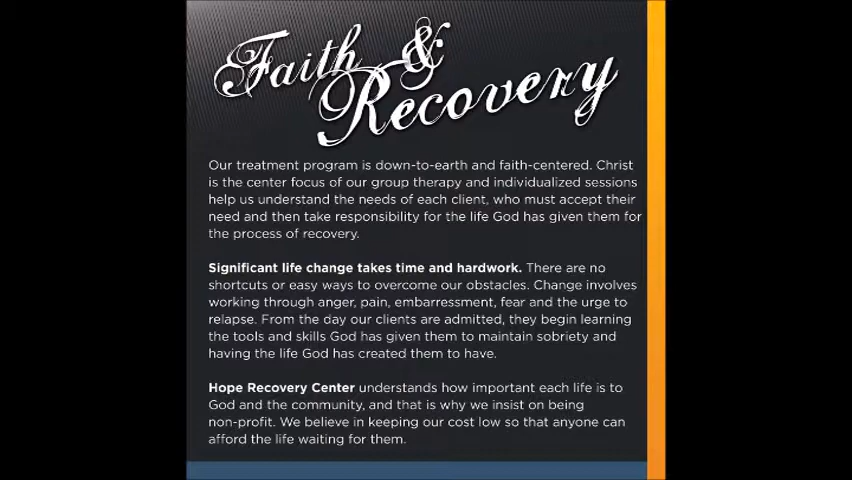 Faith &
Recovery
Our treatment program is down-to-earth and faith-centered. Christ
is the center focus of our group therapy and individualized sessions
help us understand the needs of each client, who must accept their
need and then take responsibility for the life God has given them for
the process of recovery.
Significant life change takes time and hardwork. There are no
shortcuts or easy ways to overcome our obstacles. Change involves
working through anger, pain, embarressment, fear and the urge to
relapse. From the day our clients are admitted, they begin learning
the tools and skills God has given them to maintain sobriety and
having the life God has created them to have.
Hope Recovery Center understands how important each life is to
God and the community, and that is why we insist on being
non-profit. We believe in keeping our cost low so that anyone can
afford the life waiting for them.